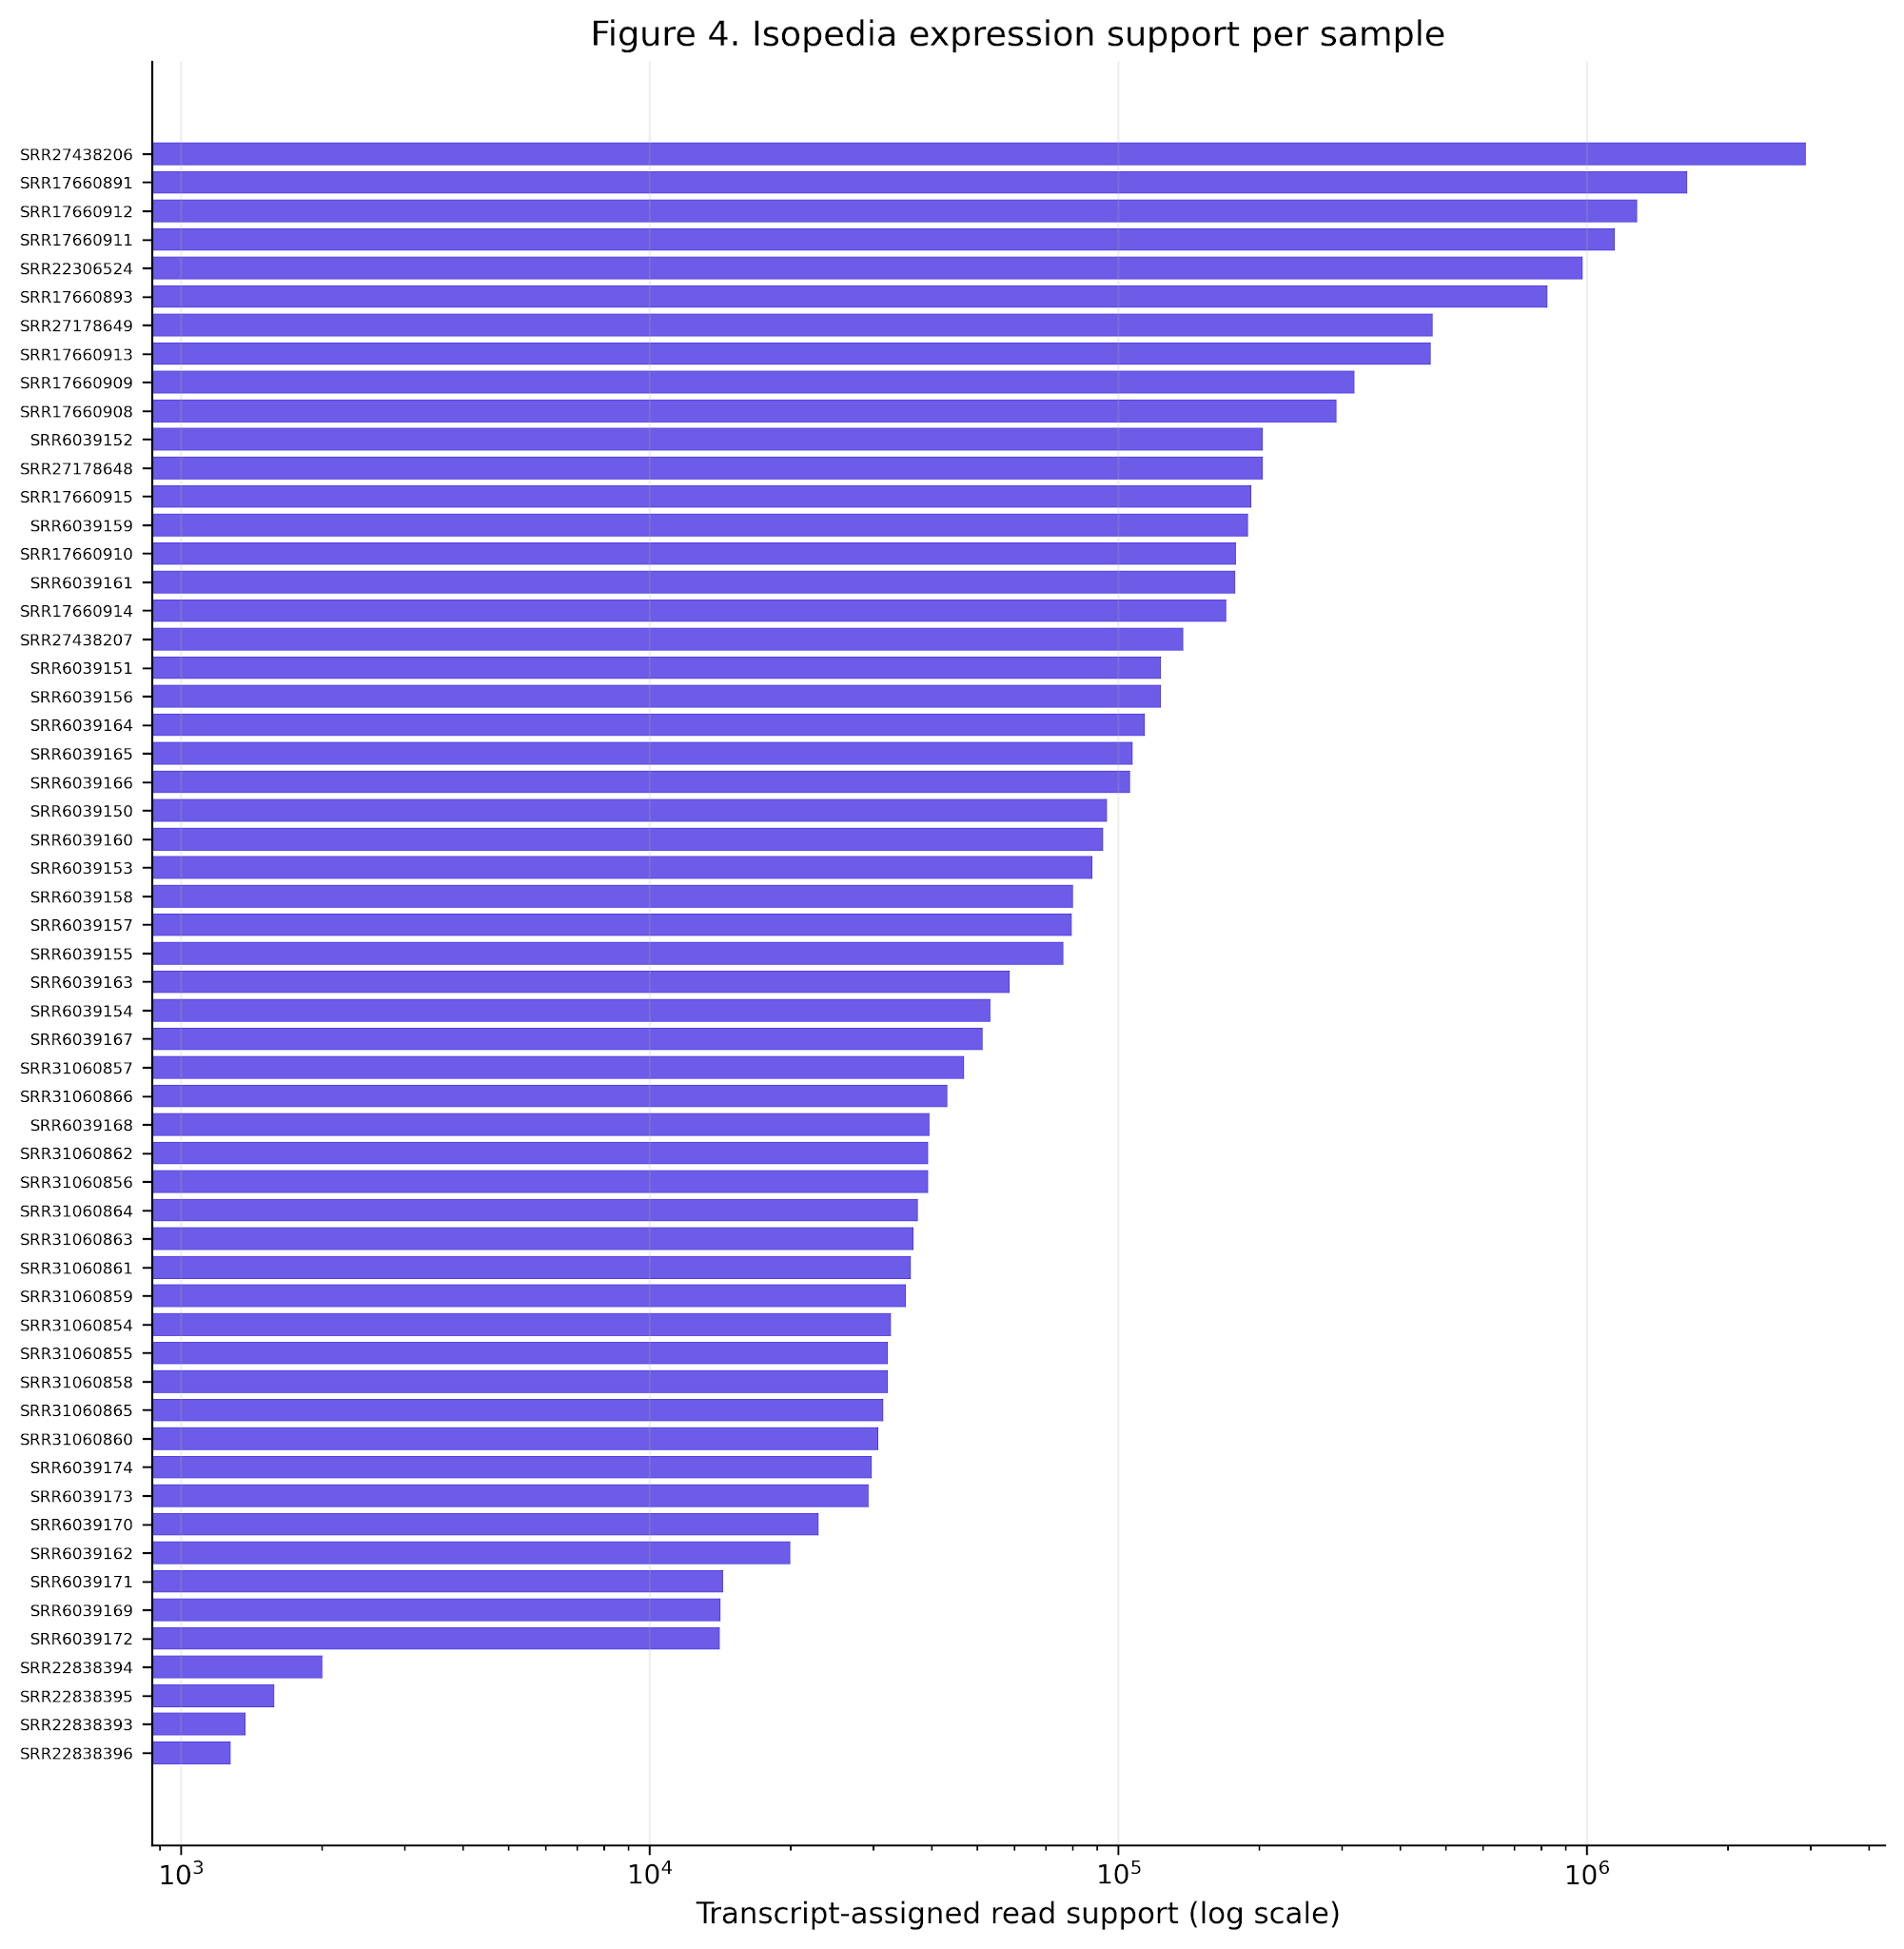 Figure 4. Isopedia expression support per sample
SRR27438206
SRR17660891
SRR17660912
SRR17660911
SRR22306524
SRR17660893
SRR27178649
SRR17660913
SRR17660909
SRR17660908
SRR6039152
SRR27178648
SRR17660915
SRR6039159
SRR17660910
SRR6039161
SRR17660914
SRR27438207
SRR6039151
SRR6039156
SRR6039164
SRR6039165
SRR6039166
SRR6039150
SRR6039160
SRR6039153
SRR6039158
SRR6039157
SRR6039155
SRR6039163
SRR6039154
SRR6039167
SRR31060857
SRR31060866
SRR6039168
SRR31060862
SRR31060856
SRR31060864
SRR31060863
SRR31060861
SRR31060859
SRR31060854
SRR31060855
SRR31060858
SRR31060865
SRR31060860
SRR6039174
SRR6039173
SRR6039170
SRR6039162
SRR6039171
SRR6039169
SRR6039172
SRR22838394
SRR22838395
SRR22838393
SRR22838396
10³ 10⁴ 10⁵ 10⁶
Transcript-assigned read support (log scale)